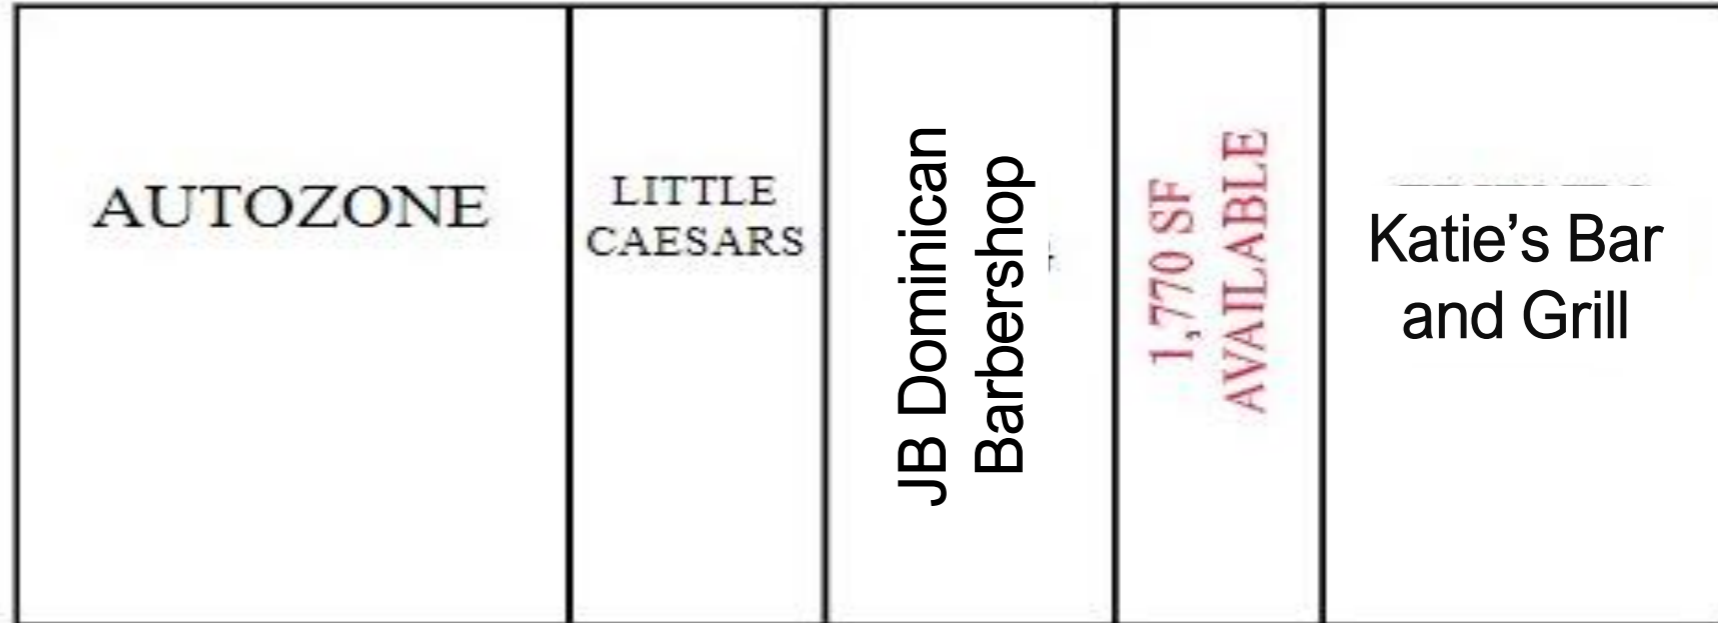 AUTOZONE
LITTLE
CAESARS
JB Dominican
Barbershop
1,770 SF
AVAILABLE
Katie's Bar
and Grill